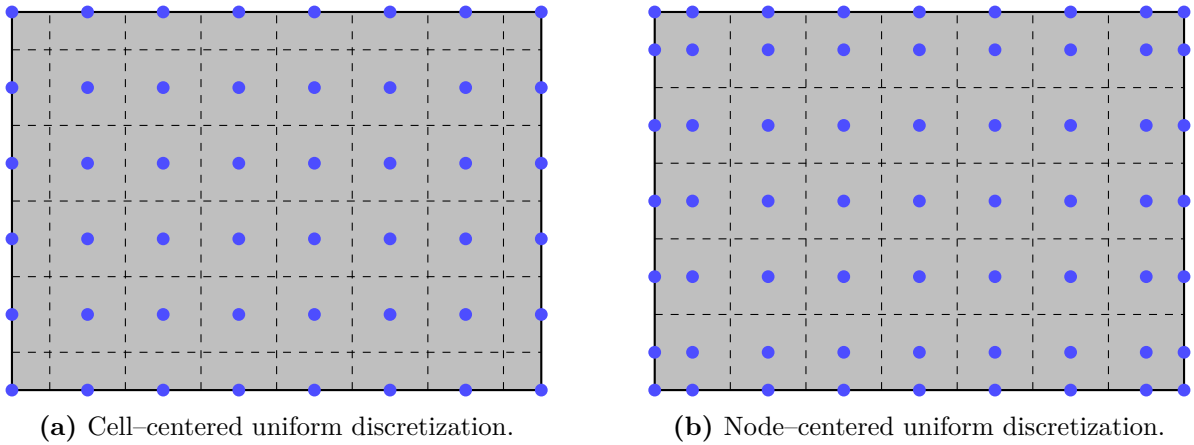 (a) Cell–centered uniform discretization.
(b) Node–centered uniform discretization.